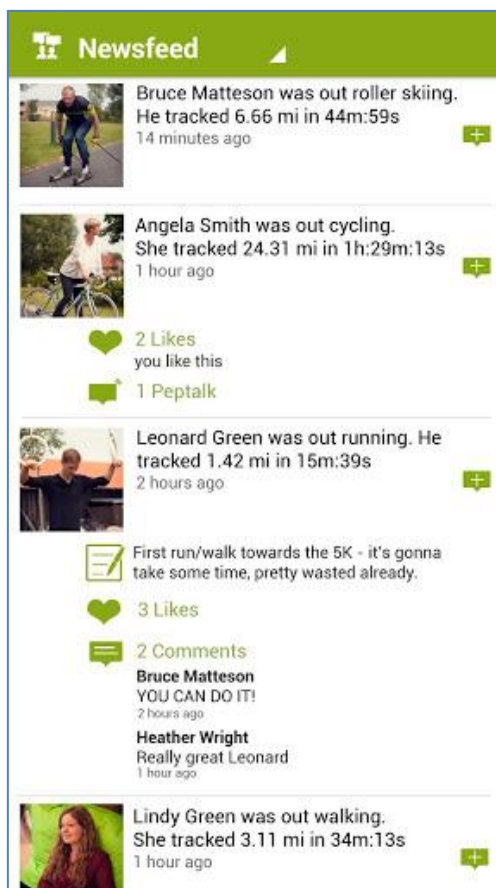 Newsfeed
Bruce Matteson was out roller skiing.
He tracked 6.66 mi in 44m:59s
14 minutes ago
Angela Smith was out cycling.
She tracked 24.31 mi in 1h:29m:13s
1 hour ago
2 Likes
you like this
1 Peptalk
Leonard Green was out running. He
tracked 1.42 mi in 15m:39s
2 hours ago
First run/walk towards the 5K - it's gonna
take some time, pretty wasted already.
3 Likes
2 Comments
Bruce Matteson
YOU CAN DO IT!
2 hours ago
Heather Wright
Really great Leonard
1 hour ago
Lindy Green was out walking.
She tracked 3.11 mi in 34m:13s
1 hour ago